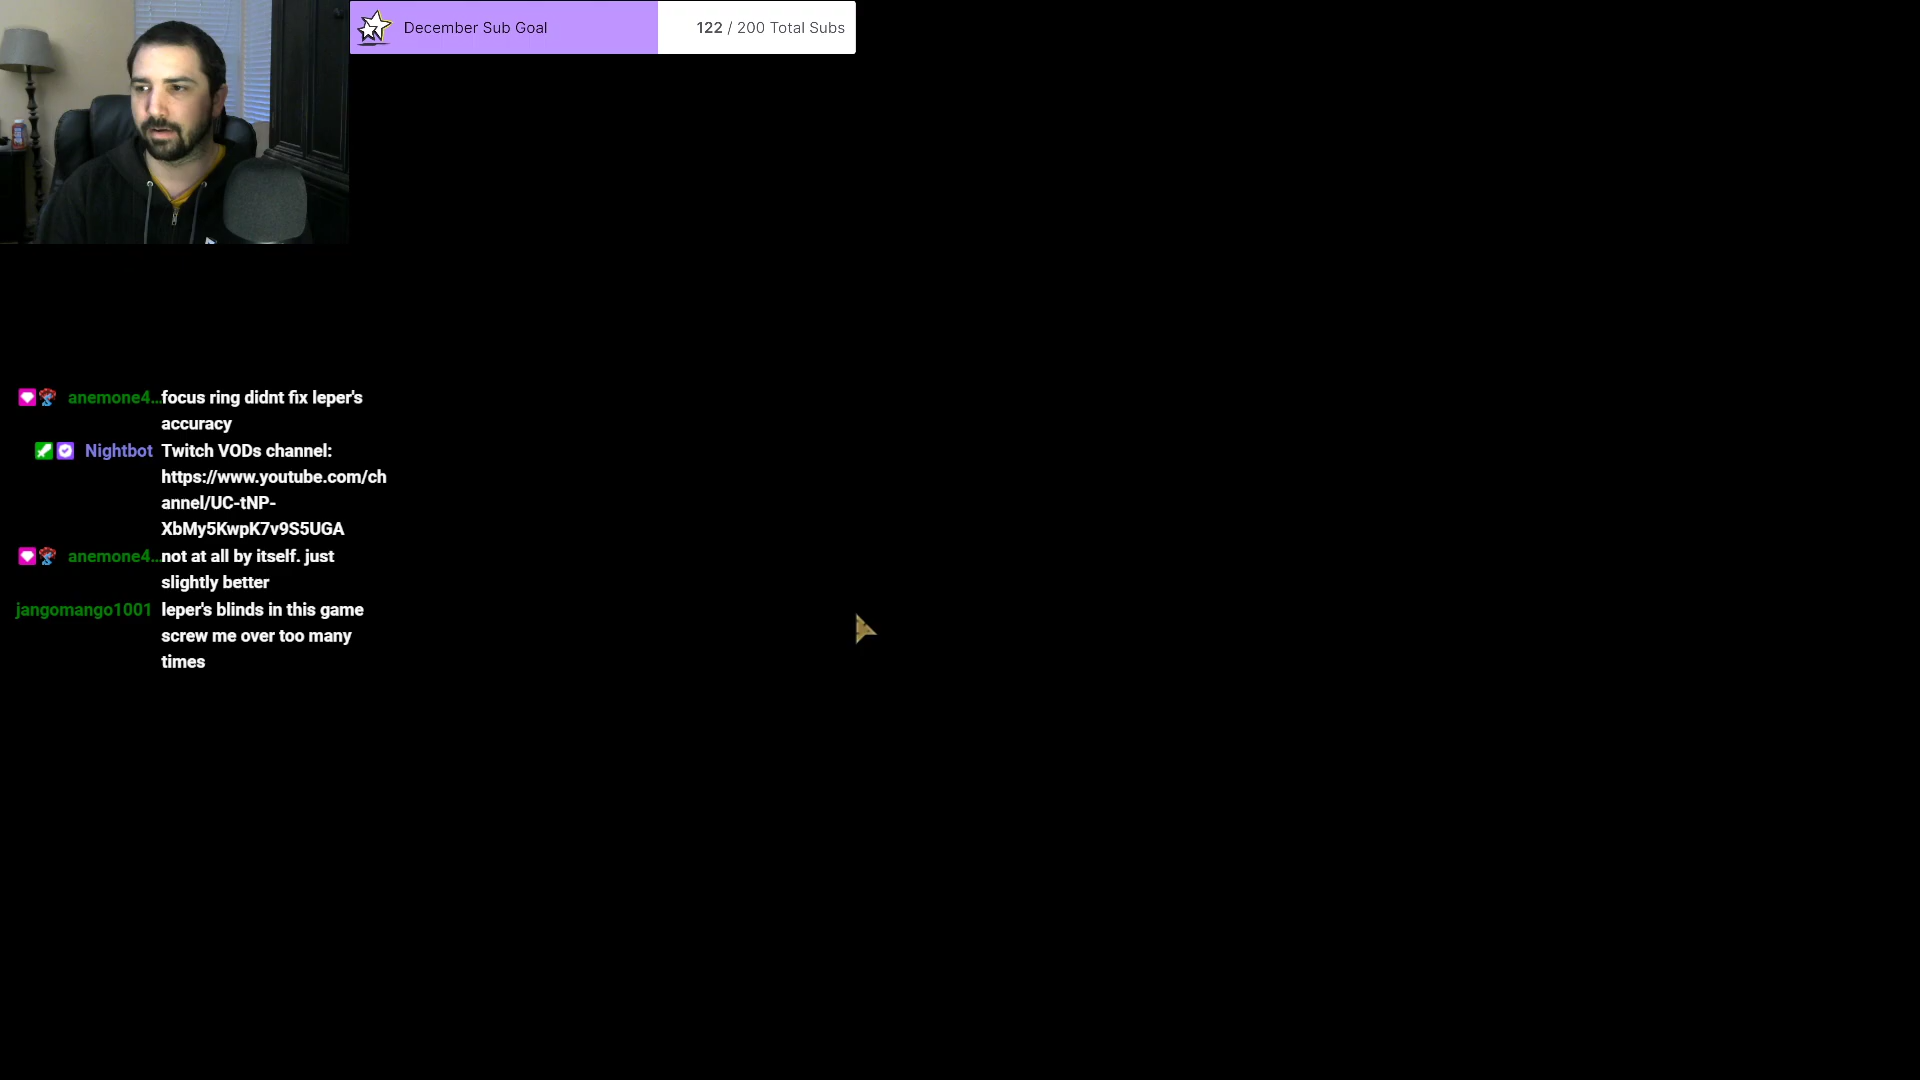 December Sub Goal 122 / 200 Total Subs
anemone4... focus ring didnt fix leper's
accuracy
Nightbot Twitch VODs channel:
https://www.youtube.com/ch
annel/UC-tNP-
XbMy5KwpK7v9S5UGA
anemone4... not at all by itself. just
slightly better
jangomango1001 leper's blinds in this game
screw me over too many
times